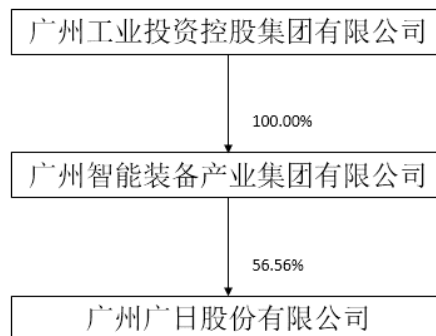 广州工业投资控股集团有限公司
100.00%
广州智能装备产业集团有限公司
56.56%
广州广日股份有限公司